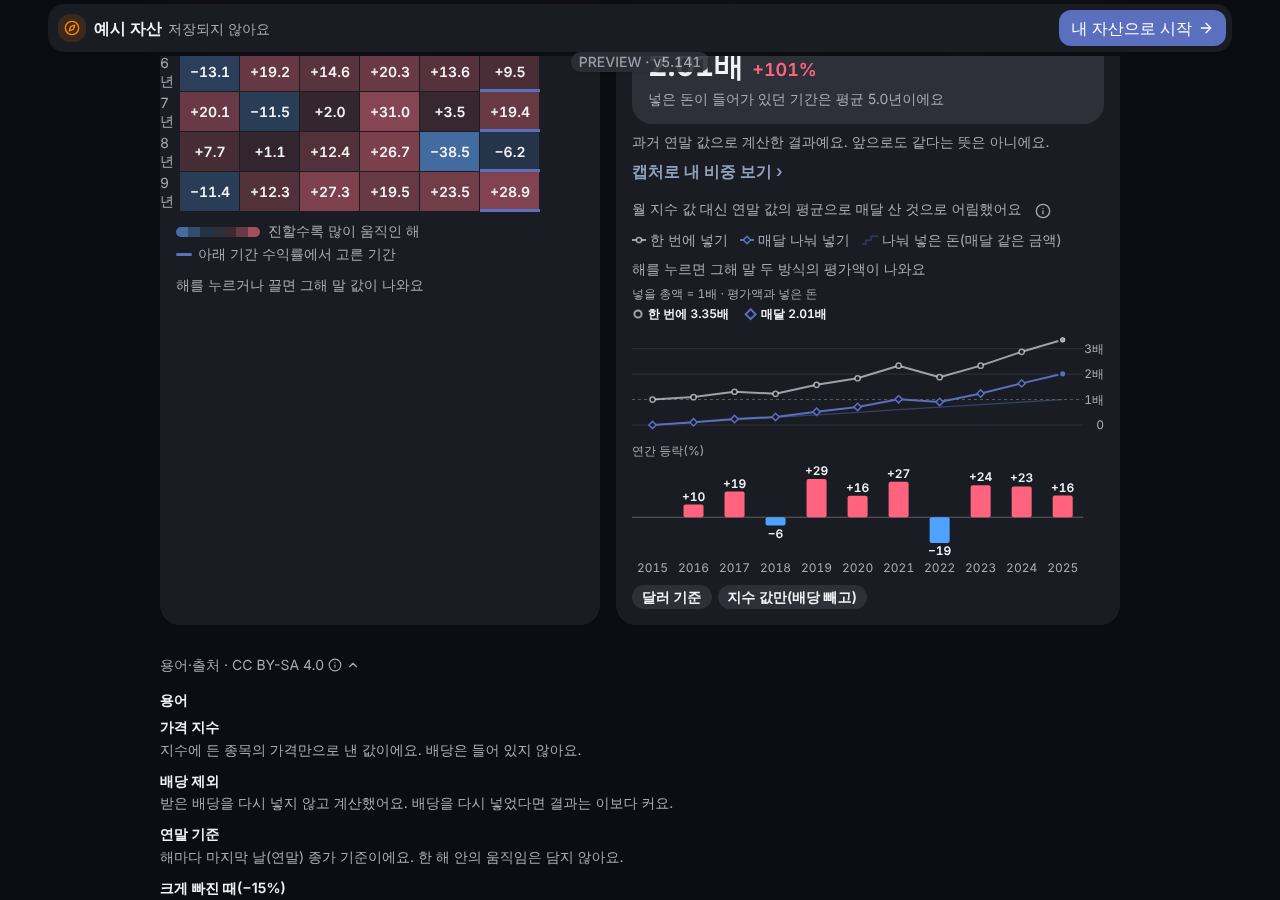 예시 자산 저장되지 않아요
내 자산으로 시작 →
PREVIEW · v5.141
6년 −13.1 +19.2 +14.6 +20.3 +13.6 +9.5
7년 +20.1 −11.5 +2.0 +31.0 +3.5 +19.4
8년 +7.7 +1.1 +12.4 +26.7 −38.5 −6.2
9년 −11.4 +12.3 +27.3 +19.5 +23.5 +28.9
진할수록 많이 움직인 해
아래 기간 수익률에서 고른 기간
해를 누르거나 끌면 그해 말 값이 나와요
2.01배 +101%
넣은 돈이 들어가 있던 기간은 평균 5.0년이에요
과거 연말 값으로 계산한 결과예요. 앞으로도 같다는 뜻은 아니에요.
캡처로 내 비중 보기 ›
월 지수 값 대신 연말 값의 평균으로 매달 산 것으로 어림했어요
한 번에 넣기 매달 나눠 넣기 나눠 넣은 돈(매달 같은 금액)
해를 누르면 그해 말 두 방식의 평가액이 나와요
넣을 총액 = 1배 · 평가액과 넣은 돈
한 번에 3.35배 매달 2.01배
3배
2배
1배
0
연간 등락(%)
+10 +19 −6 +29 +16 +27 −19 +24 +23 +16
2015 2016 2017 2018 2019 2020 2021 2022 2023 2024 2025
달러 기준 지수 값만(배당 빼고)
용어·출처 · CC BY-SA 4.0
용어
가격 지수
지수에 든 종목의 가격만으로 낸 값이에요. 배당은 들어 있지 않아요.
배당 제외
받은 배당을 다시 넣지 않고 계산했어요. 배당을 다시 넣었다면 결과는 이보다 커요.
연말 기준
해마다 마지막 날(연말) 종가 기준이에요. 한 해 안의 움직임은 담지 않아요.
크게 빠진 때(−15%)